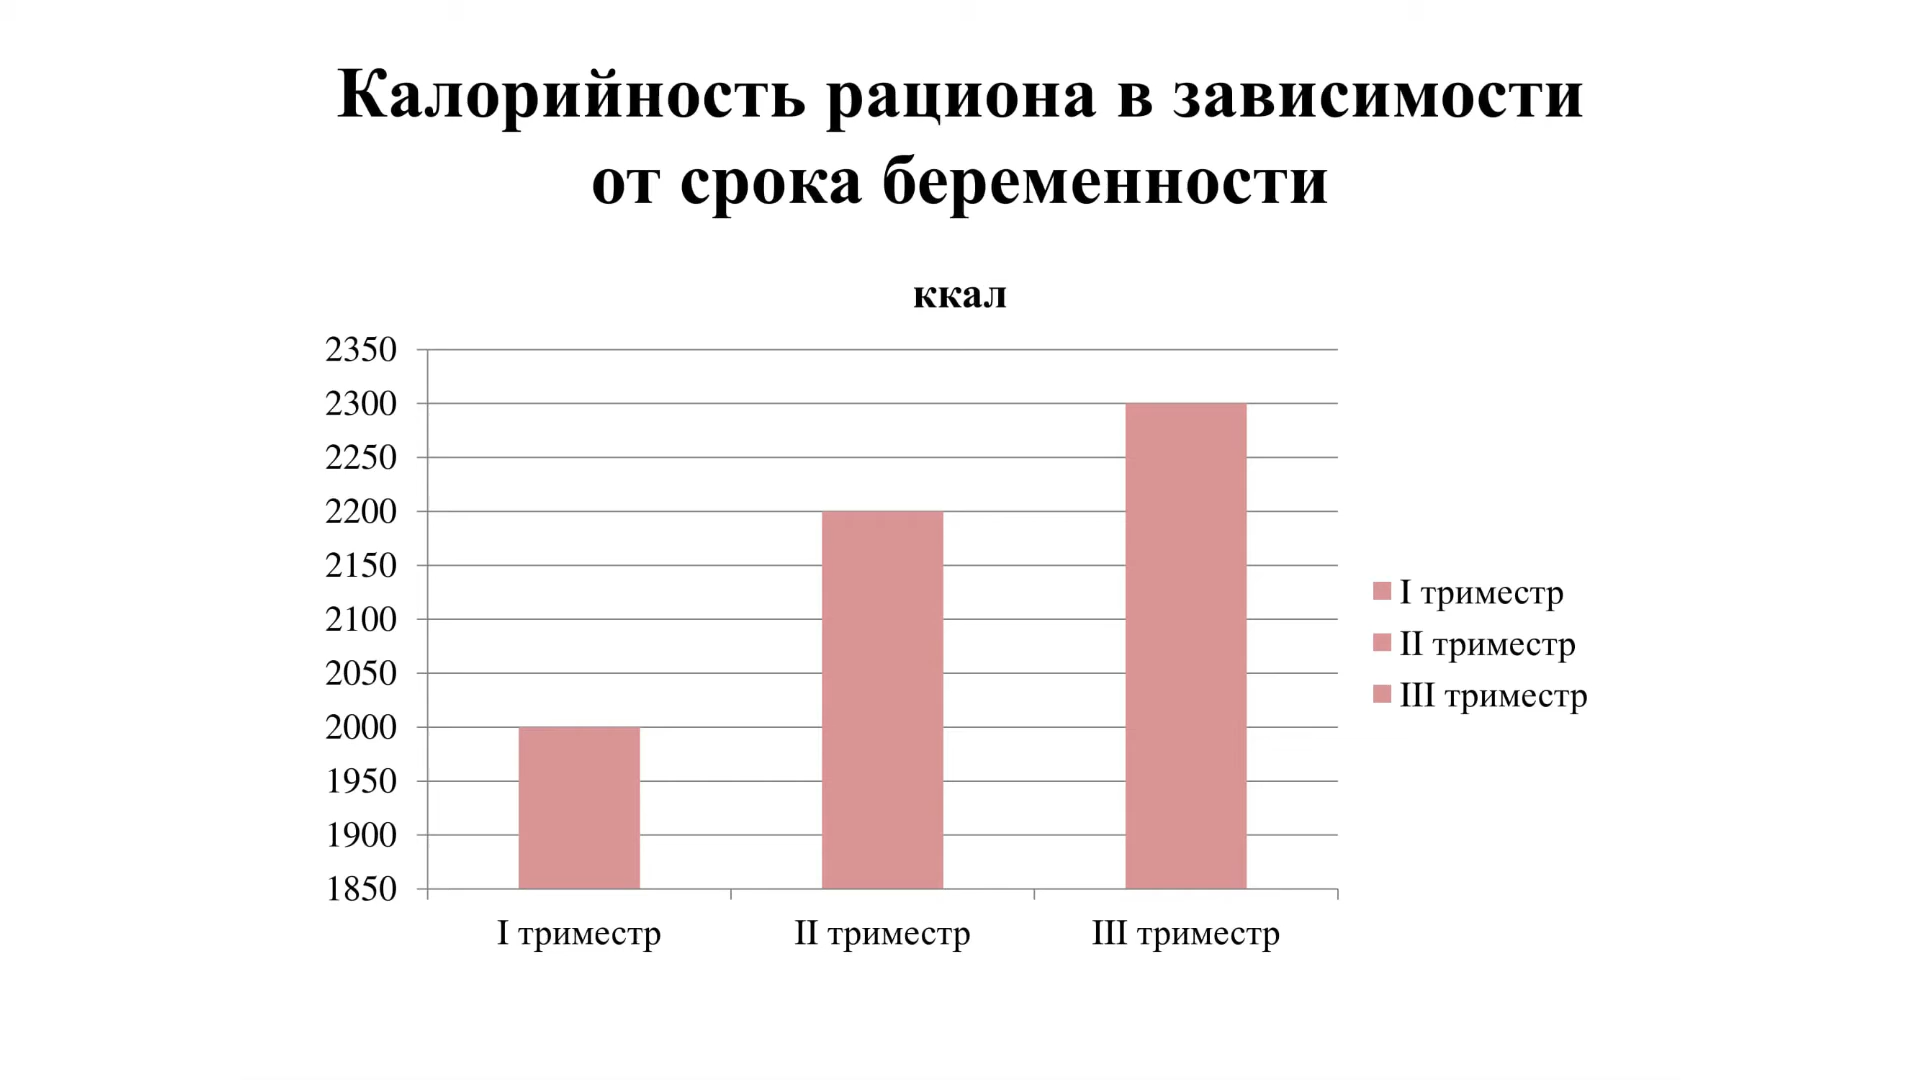 Калорийность рациона в зависимости
от срока беременности
ккал
2350
2300
2250
2200
2150
2100
2050
2000
1950
1900
1850
I триместр
II триместр
III триместр
I триместр
II триместр
III триместр